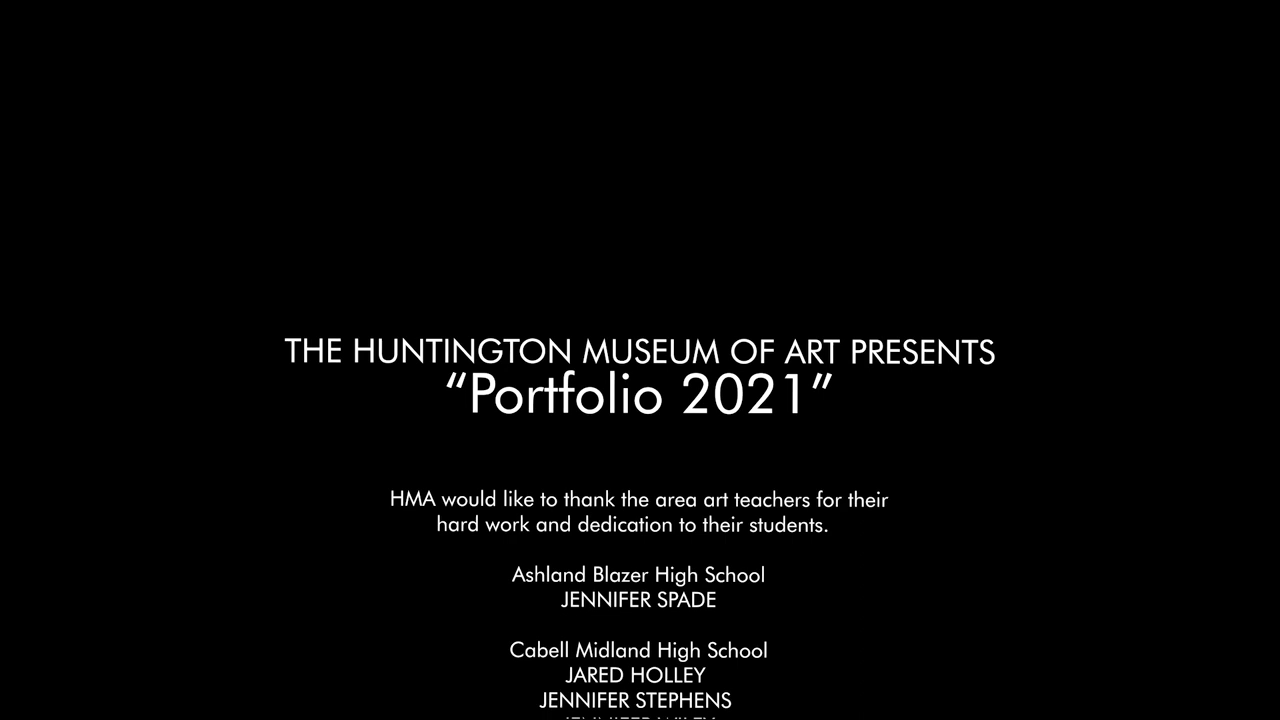 THE HUNTINGTON MUSEUM OF ART PRESENTS
“Portfolio 2021”
HMA would like to thank the area art teachers for their
hard work and dedication to their students.
Ashland Blazer High School
JENNIFER SPADE
Cabell Midland High School
JARED HOLLEY
JENNIFER STEPHENS